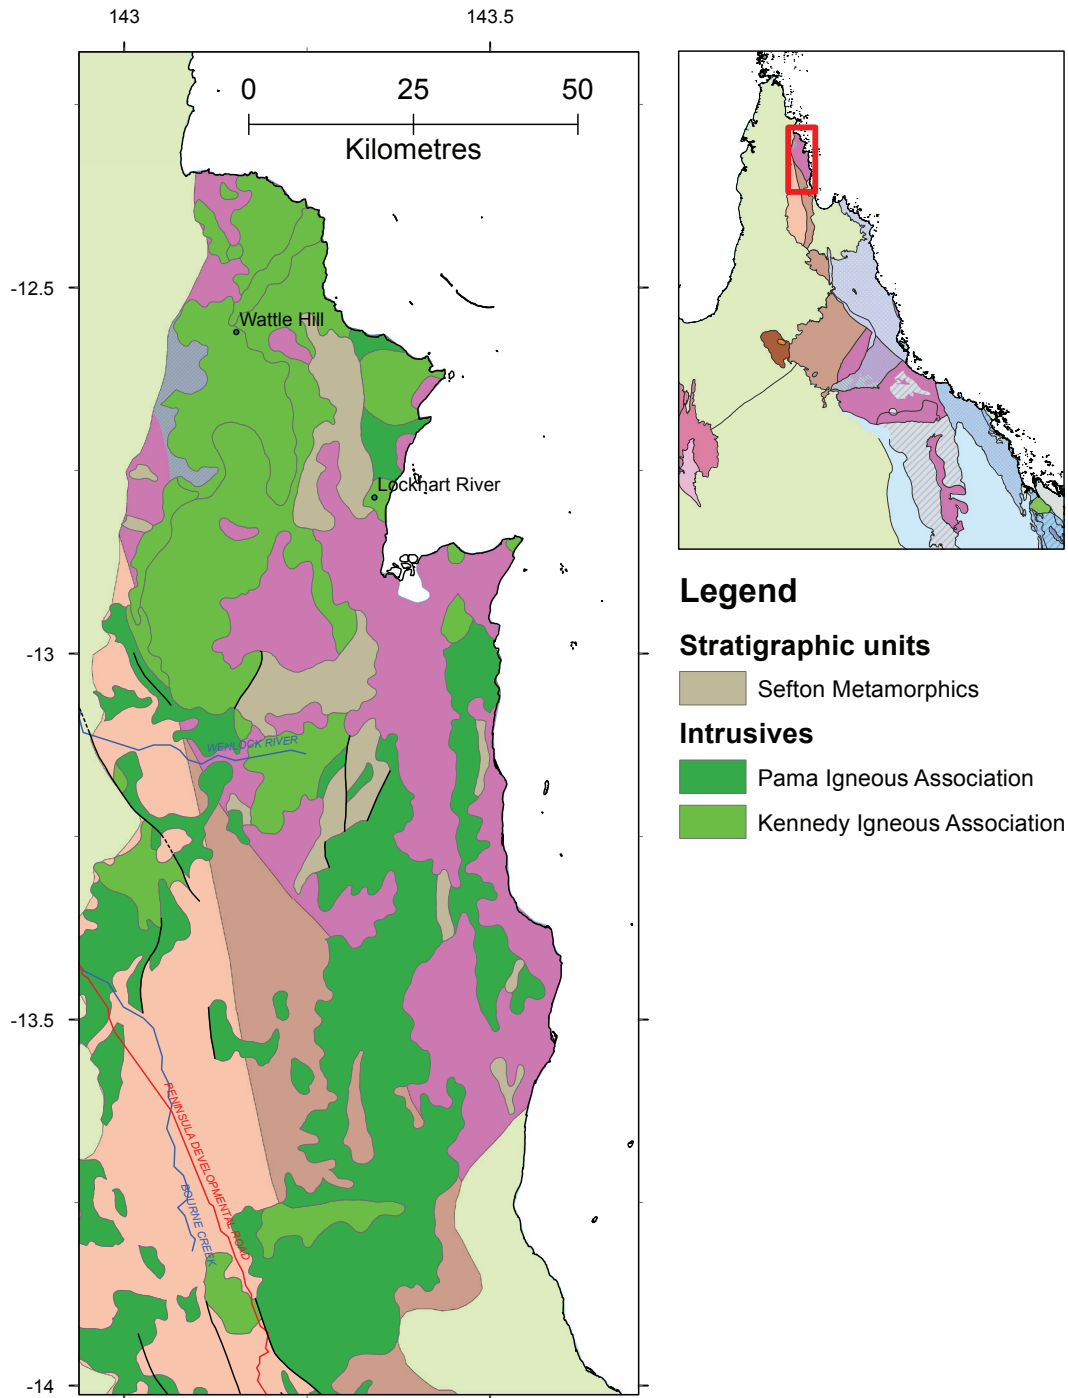 143
143.5
0
25
50
Kilometres
-12.5
Wattle Hill
Lockhart River
-13
WENLOCK RIVER
-13.5
PENINSULA DEVELOPMENTAL ROAD
BOURNE CREEK
-14
Legend
Stratigraphic units
Sefton Metamorphics
Intrusives
Pama Igneous Association
Kennedy Igneous Association